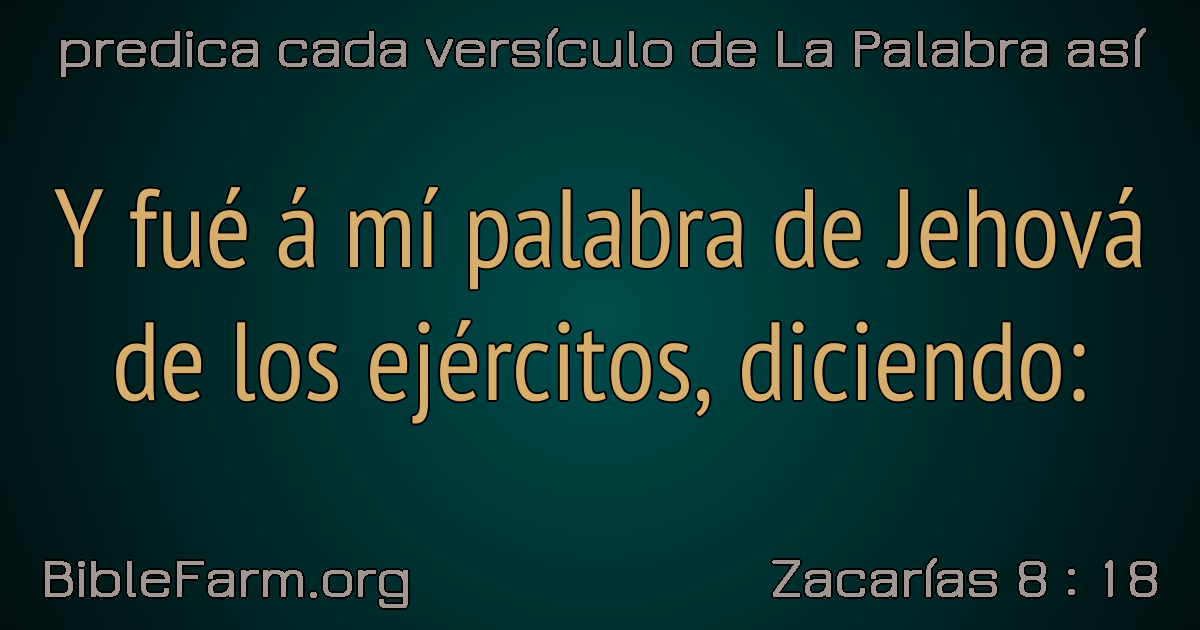 predica cada versículo de La Palabra así
Y fué á mí palabra de Jehová
de los ejércitos, diciendo:
BibleFarm.org
Zacarías 8 : 18